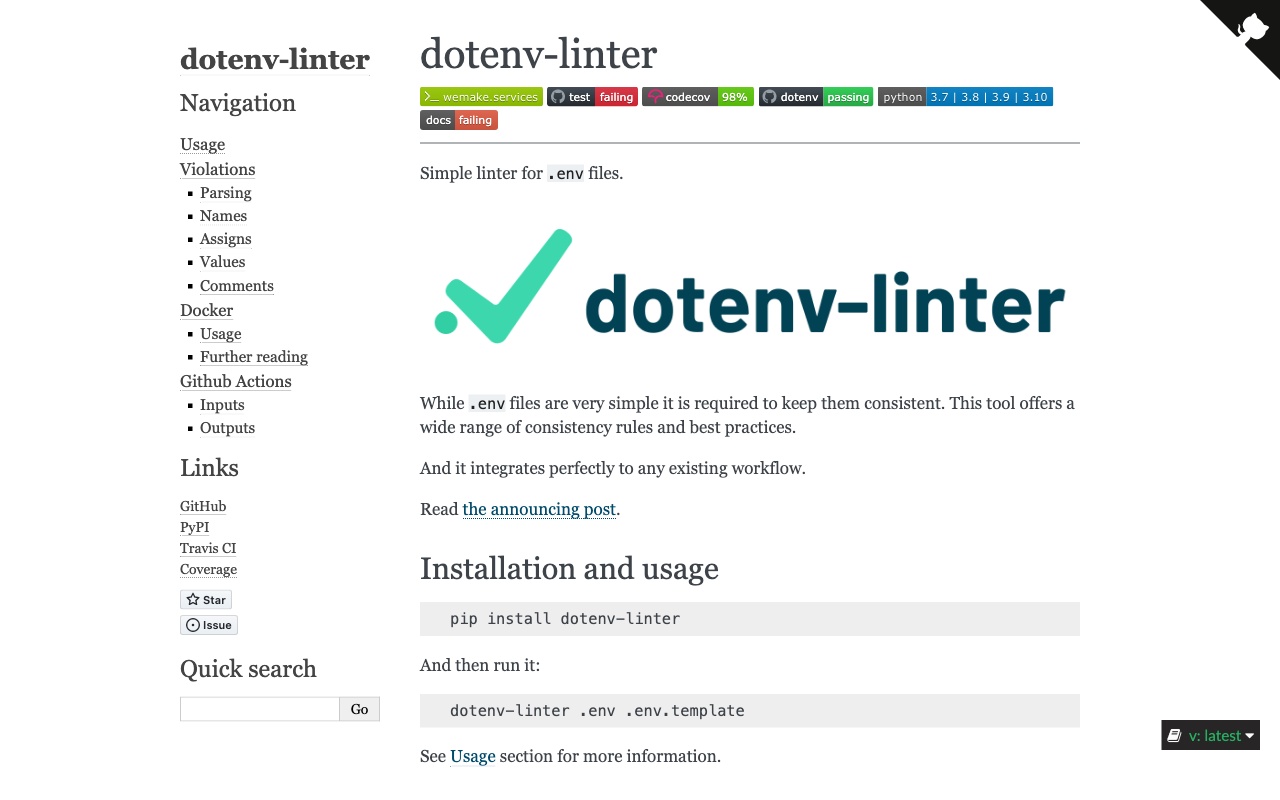 dotenv-linter
Navigation
Usage
Violations
Parsing
Names
Assigns
Values
Comments
Docker
Usage
Further reading
Github Actions
Inputs
Outputs
Links
GitHub
PyPI
Travis CI
Coverage
Star
Issue
Quick search
Go
dotenv-linter
wemake.services test failing codecov 98% dotenv passing python 3.7 | 3.8 | 3.9 | 3.10
docs failing
Simple linter for .env files.
dotenv-linter
While .env files are very simple it is required to keep them consistent. This tool offers a
wide range of consistency rules and best practices.
And it integrates perfectly to any existing workflow.
Read the announcing post.
Installation and usage
pip install dotenv-linter
And then run it:
dotenv-linter .env .env.template
See Usage section for more information.
v: latest